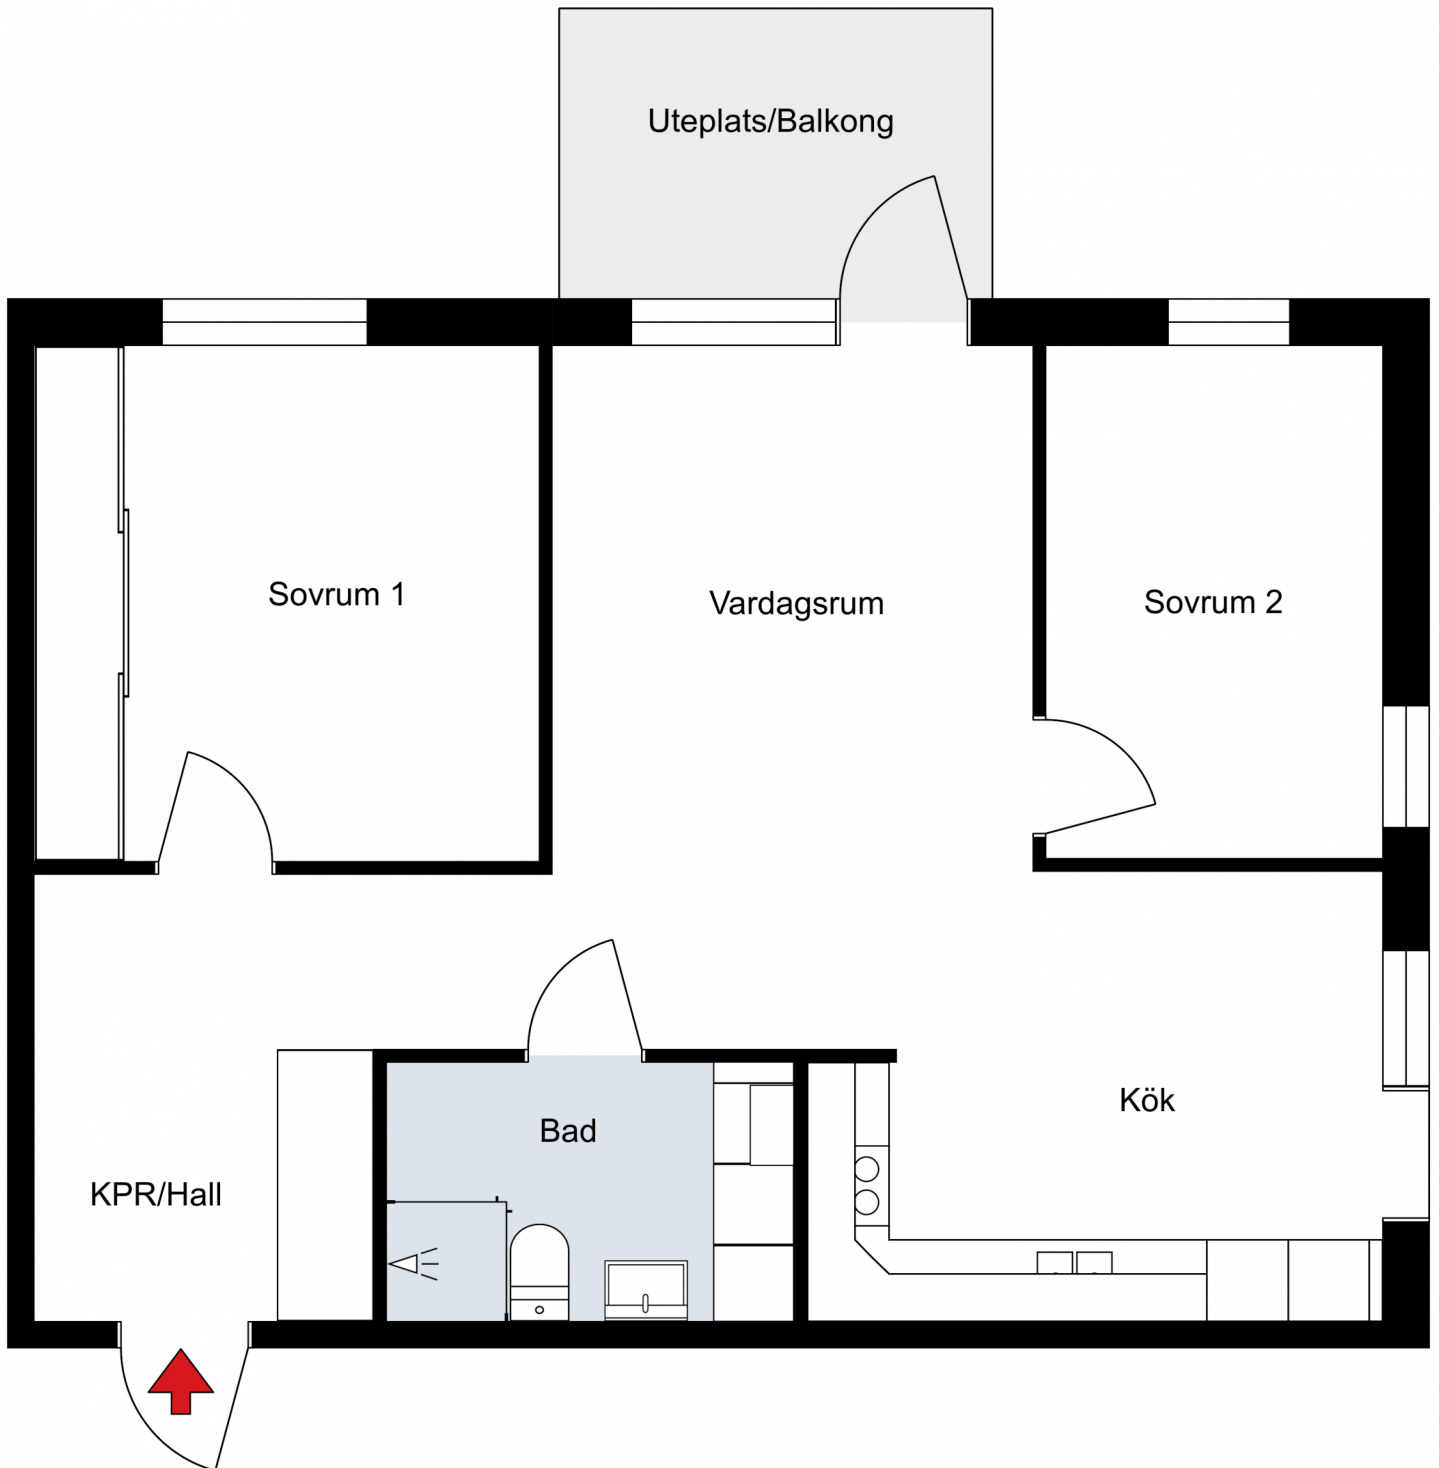 Uteplats/Balkong
Sovrum 1
Vardagsrum
Sovrum 2
Kök
Bad
KPR/Hall